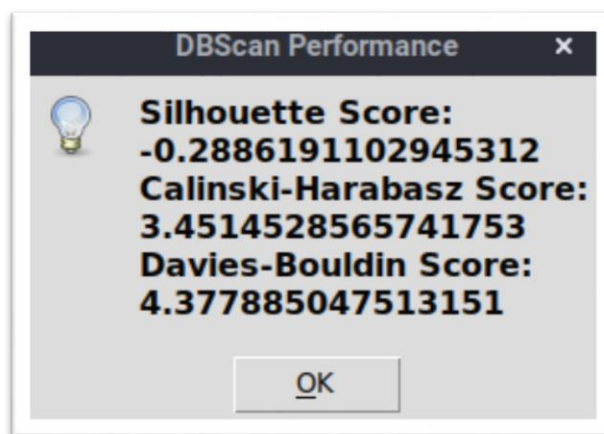 DBScan Performance ×
Silhouette Score:
-0.2886191102945312
Calinski-Harabasz Score:
3.4514528565741753
Davies-Bouldin Score:
4.377885047513151
OK